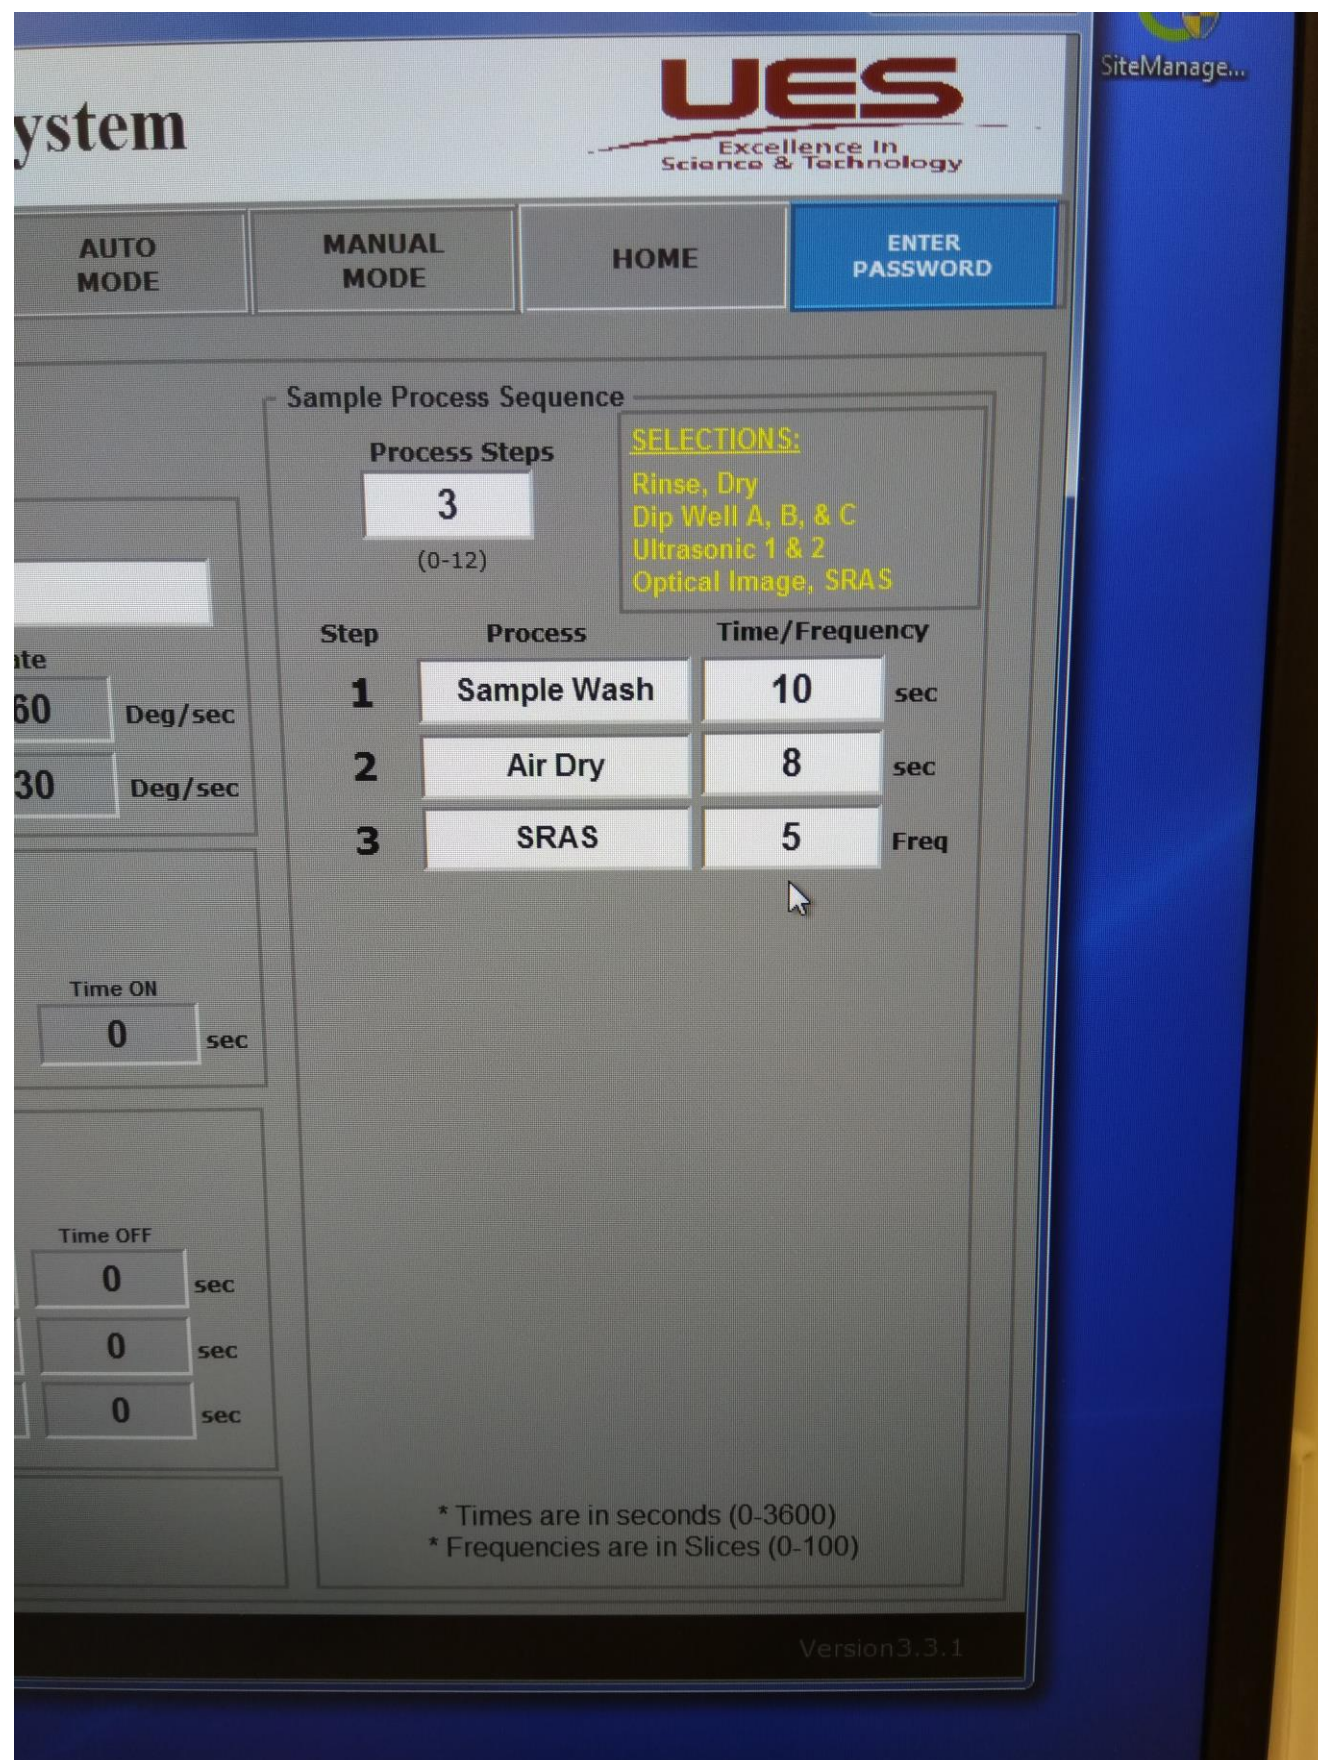 SiteManage...
ystem
UES
Excellence In
Science & Technology
AUTO
MODE
MANUAL
MODE
HOME
ENTER
PASSWORD
Sample Process Sequence
Process Steps
3
(0-12)
SELECTIONS:
Rinse, Dry
Dip Well A, B, & C
Ultrasonic 1 & 2
Optical Image, SRAS
Step Process Time/Frequency
1 Sample Wash 10 sec
2 Air Dry 8 sec
3 SRAS 5 Freq
ate
60 Deg/sec
30 Deg/sec
Time ON
0 sec
Time OFF
0 sec
0 sec
0 sec
* Times are in seconds (0-3600)
* Frequencies are in Slices (0-100)
Version3.3.1